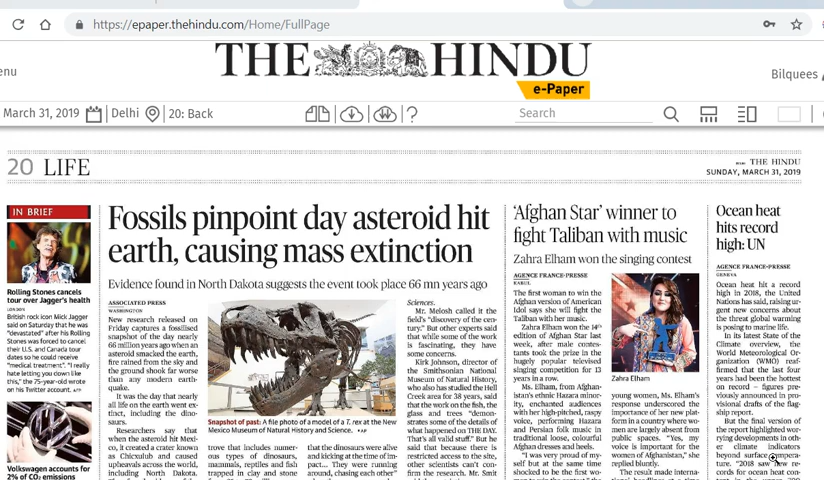 https://epaper.thehindu.com/Home/FullPage
THE HINDU
e-Paper
enu
Bilquees
March 31, 2019
Delhi
20: Back
Search
20 LIFE
THE HINDU
SUNDAY, MARCH 31, 2019
IN BRIEF
Rolling Stones cancels
tour over Jagger's health
British rock icon Mick Jagger
said on Saturday that he was
"devastated" after his Rolling
Stones was forced to cancel
their U.S. and Canada tour
dates so he could receive
"medical treatment". "I really
hate letting you down like
this," the 75-year-old wrote
on his Twitter account. AFP
Volkswagen accounts for
2% of CO₂ emissions
Fossils pinpoint day asteroid hit
earth, causing mass extinction
Evidence found in North Dakota suggests the event took place 66 mn years ago
ASSOCIATED PRESS
WASHINGTON
New research released on
Friday captures a fossilised
snapshot of the day nearly
66 million years ago when an
asteroid smacked the earth,
fire rained from the sky and
the ground shook far worse
than any modern earth-
quake.
It was the day that nearly
all life on the earth went ex-
tinct, including the dino-
saurs.
Researchers say that
when the asteroid hit Mexi-
co, it created a crater known
as Chicxulub and caused
upheavals across the world,
including North Dakota.
Snapshot of past: A file photo of a model of a T. rex at the New
Mexico Museum of Natural History and Science. AP
trove that includes numer-
ous types of dinosaurs,
mammals, reptiles and fish
trapped in clay and stone
that the dinosaurs were alive
and kicking at the time of im-
pact.... They were running
around, chasing each other"
Sciences.
Mr. Melosh called it the
field's "discovery of the cen-
tury". But other experts said
that while some of the work
is fascinating, they have
some concerns.
Kirk Johnson, director of
the Smithsonian National
Museum of Natural History,
who also has studied the Hell
Creek area for 38 years, said
that the work on the fish, the
glass and trees "demon-
strates some of the details of
what happened on THE DAY.
That's all valid stuff." But he
said that because there is
restricted access to the site,
other scientists can't con-
firm the research. Mr. Smit
'Afghan Star' winner to
fight Taliban with music
Zahra Elham won the singing contest
AGENCE FRANCE-PRESSE
KABUL
The first woman to win the
Afghan version of American
Idol says she will fight the
Taliban with her music.
Zahra Elham won the 14th
edition of Afghan Star last
week, after male contes-
tants took the prize in the
hugely popular televised
singing competition for 13
years in a row.
Ms. Elham, from Afghan-
istan's ethnic Hazara minor-
ity, enchanted audiences
with her high-pitched, raspy
voice, performing Hazara
and Persian folk music in
traditional loose, colourful
Afghan dresses and beels.
"I was very proud of my-
self but at the same time
shocked to be the first wo-
Zahra Elham
young women, Ms. Elham's
response underscored the
importance of her new plat-
form in a country where wo-
men are largely absent from
public spaces. "Yes, my
voice is important for the
women of Afghanistan," she
replied bluntly.
The result made interna-
Ocean heat
hits record
high: UN
AGENCE FRANCE-PRESSE
GENEVA
Ocean heat hit a record
high in 2018, the United
Nations has said, raising ur-
gent new concerns about
the threat global warming
is posing to marine life.
In its latest State of the
Climate overview, the
World Meteorological Or-
ganization (WMO) reaf-
firmed that the last four
years had been the hottest
on record – figures pre-
viously announced in pro-
visional drafts of the flag-
ship report.
But the final version of
the report highlighted wor-
rying developments in oth-
er climate indicators
beyond surface tempera-
ture. "2018 saw new re-
cords for ocean heat con-